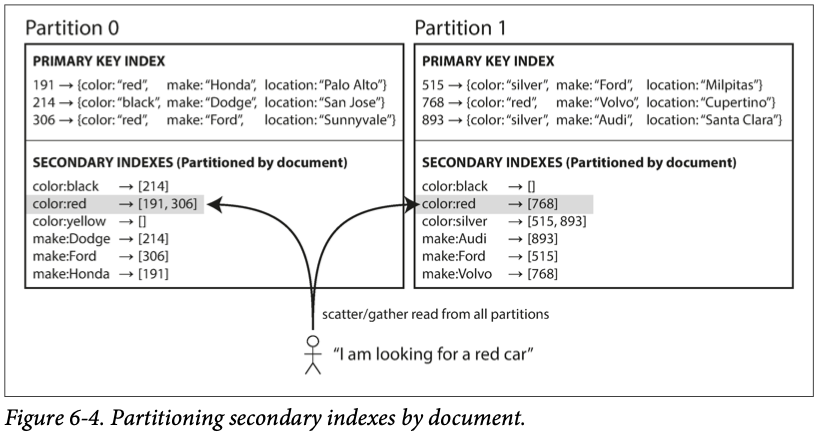 Partition 0
PRIMARY KEY INDEX
191 → {color: “red”, make: “Honda”, location: “Palo Alto”}
214 → {color: “black”, make: “Dodge”, location: “San Jose”}
306 → {color: “red”, make: “Ford”, location: “Sunnyvale”}
SECONDARY INDEXES (Partitioned by document)
color:black → [214]
color:red → [191, 306]
color:yellow → []
make:Dodge → [214]
make:Ford → [306]
make:Honda → [191]
Partition 1
PRIMARY KEY INDEX
515 → {color: “silver”, make: “Ford”, location: “Milpitas”}
768 → {color: “red”, make: “Volvo”, location: “Cupertino”}
893 → {color: “silver”, make: “Audi”, location: “Santa Clara”}
SECONDARY INDEXES (Partitioned by document)
color:black → []
color:red → [768]
color:silver → [515, 893]
make:Audi → [893]
make:Ford → [515]
make:Volvo → [768]
scatter/gather read from all partitions
“I am looking for a red car”
Figure 6-4. Partitioning secondary indexes by document.